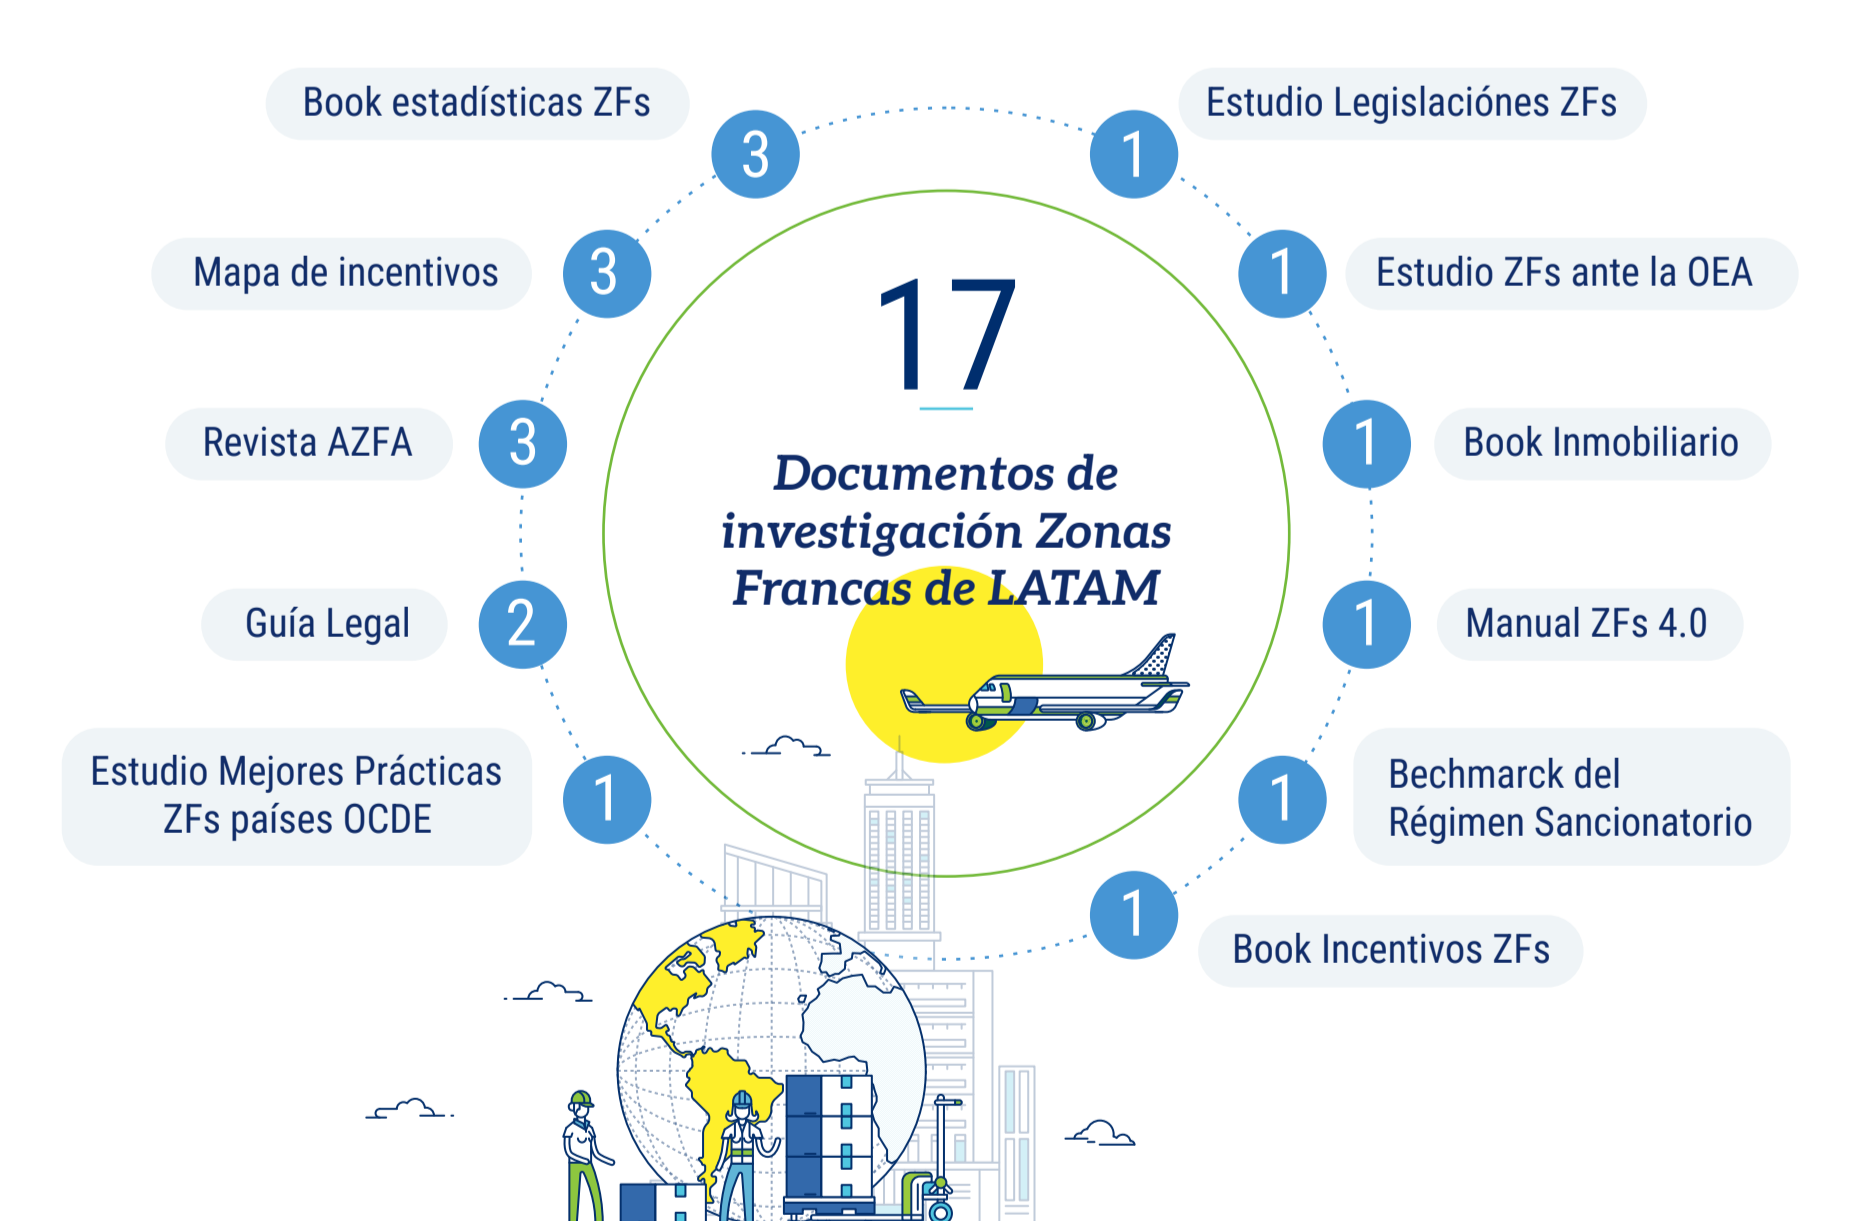 17
Documentos de
investigación Zonas
Francas de LATAM
Book estadísticas ZFs
3
Mapa de incentivos
3
Revista AZFA
3
Guía Legal
2
Estudio Mejores Prácticas
ZFs países OCDE
1
1
Estudio Legislaciónes ZFs
1
Estudio ZFs ante la OEA
1
Book Inmobiliario
1
Manual ZFs 4.0
1
Bechmarck del
Régimen Sancionatorio
1
Book Incentivos ZFs